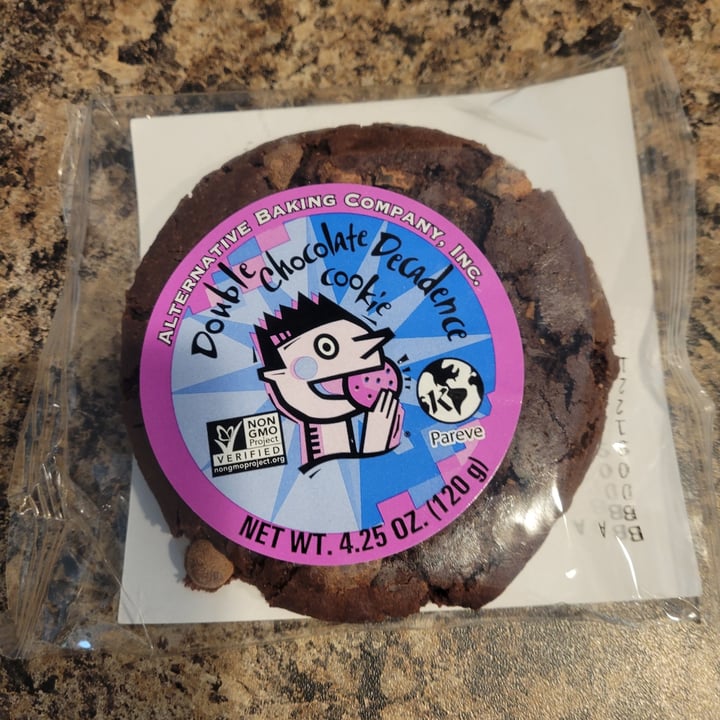 ALTERNATIVE BAKING COMPANY, INC.
Double Chocolate Decadence
cookie
NON
GMO
Project
VERIFIED
nongmoproject.org
K
Pareve
NET WT. 4.25 OZ. (120 g)